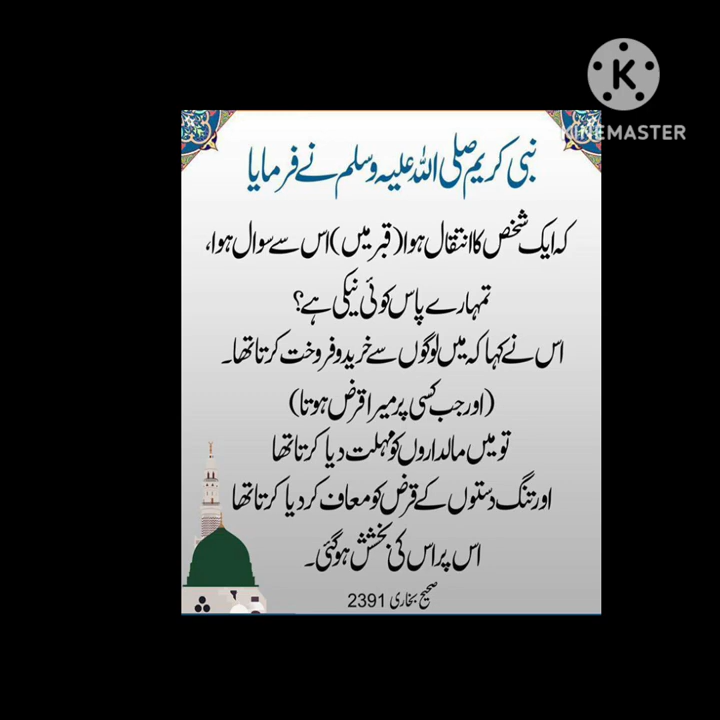 KINEMASTER
نبی کریم صلی اللہ علیہ وسلم نے فرمایا
کہ ایک شخص کا انتقال ہوا (قبر میں) اس سے سوال ہوا،
تمہارے پاس کوئی نیکی ہے؟
اس نے کہا کہ میں لوگوں سے خرید و فروخت کرتا تھا۔
(اور جب کسی پر میرا قرض ہوتا)
تو میں مالداروں کو مہلت دیا کرتا تھا
اور تنگ دستوں کے قرض کو معاف کر دیا کرتا تھا
اس پر اس کی بخشش ہو گئی۔
صحیح بخاری 2391